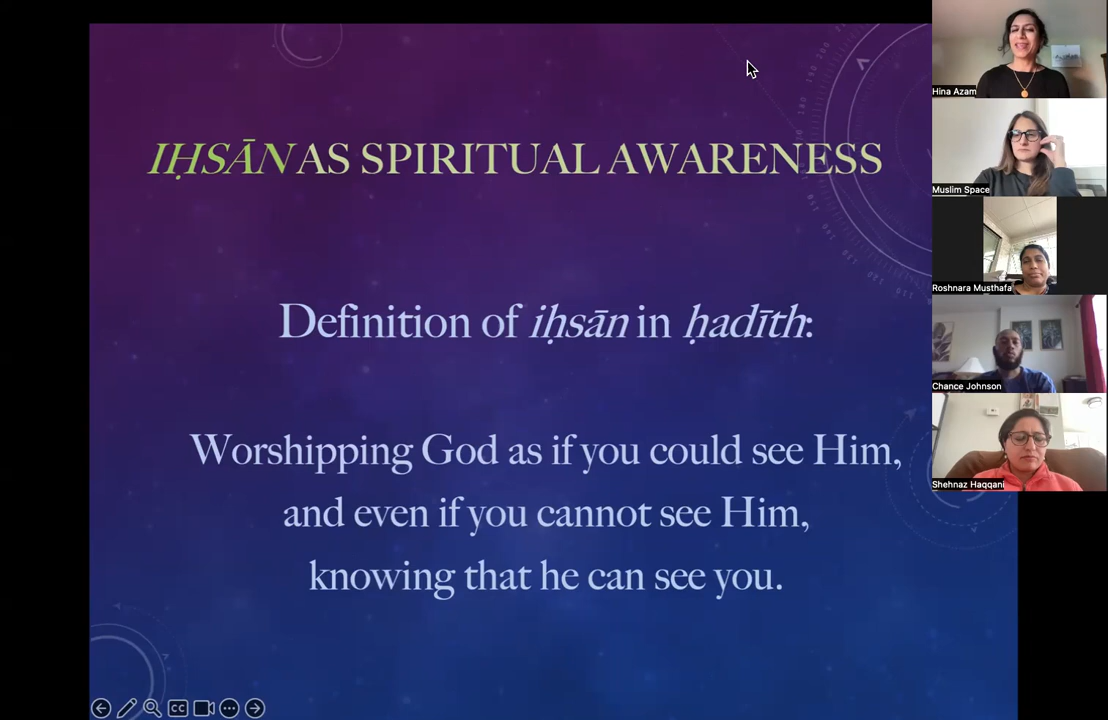 IḤSĀN AS SPIRITUAL AWARENESS
Definition of iḥsān in ḥadīth:
Worshipping God as if you could see Him,
and even if you cannot see Him,
knowing that he can see you.
Hina Azam
Muslim Space
Roshnara Musthafa
Chance Johnson
Shehnaz Haqqani
CC